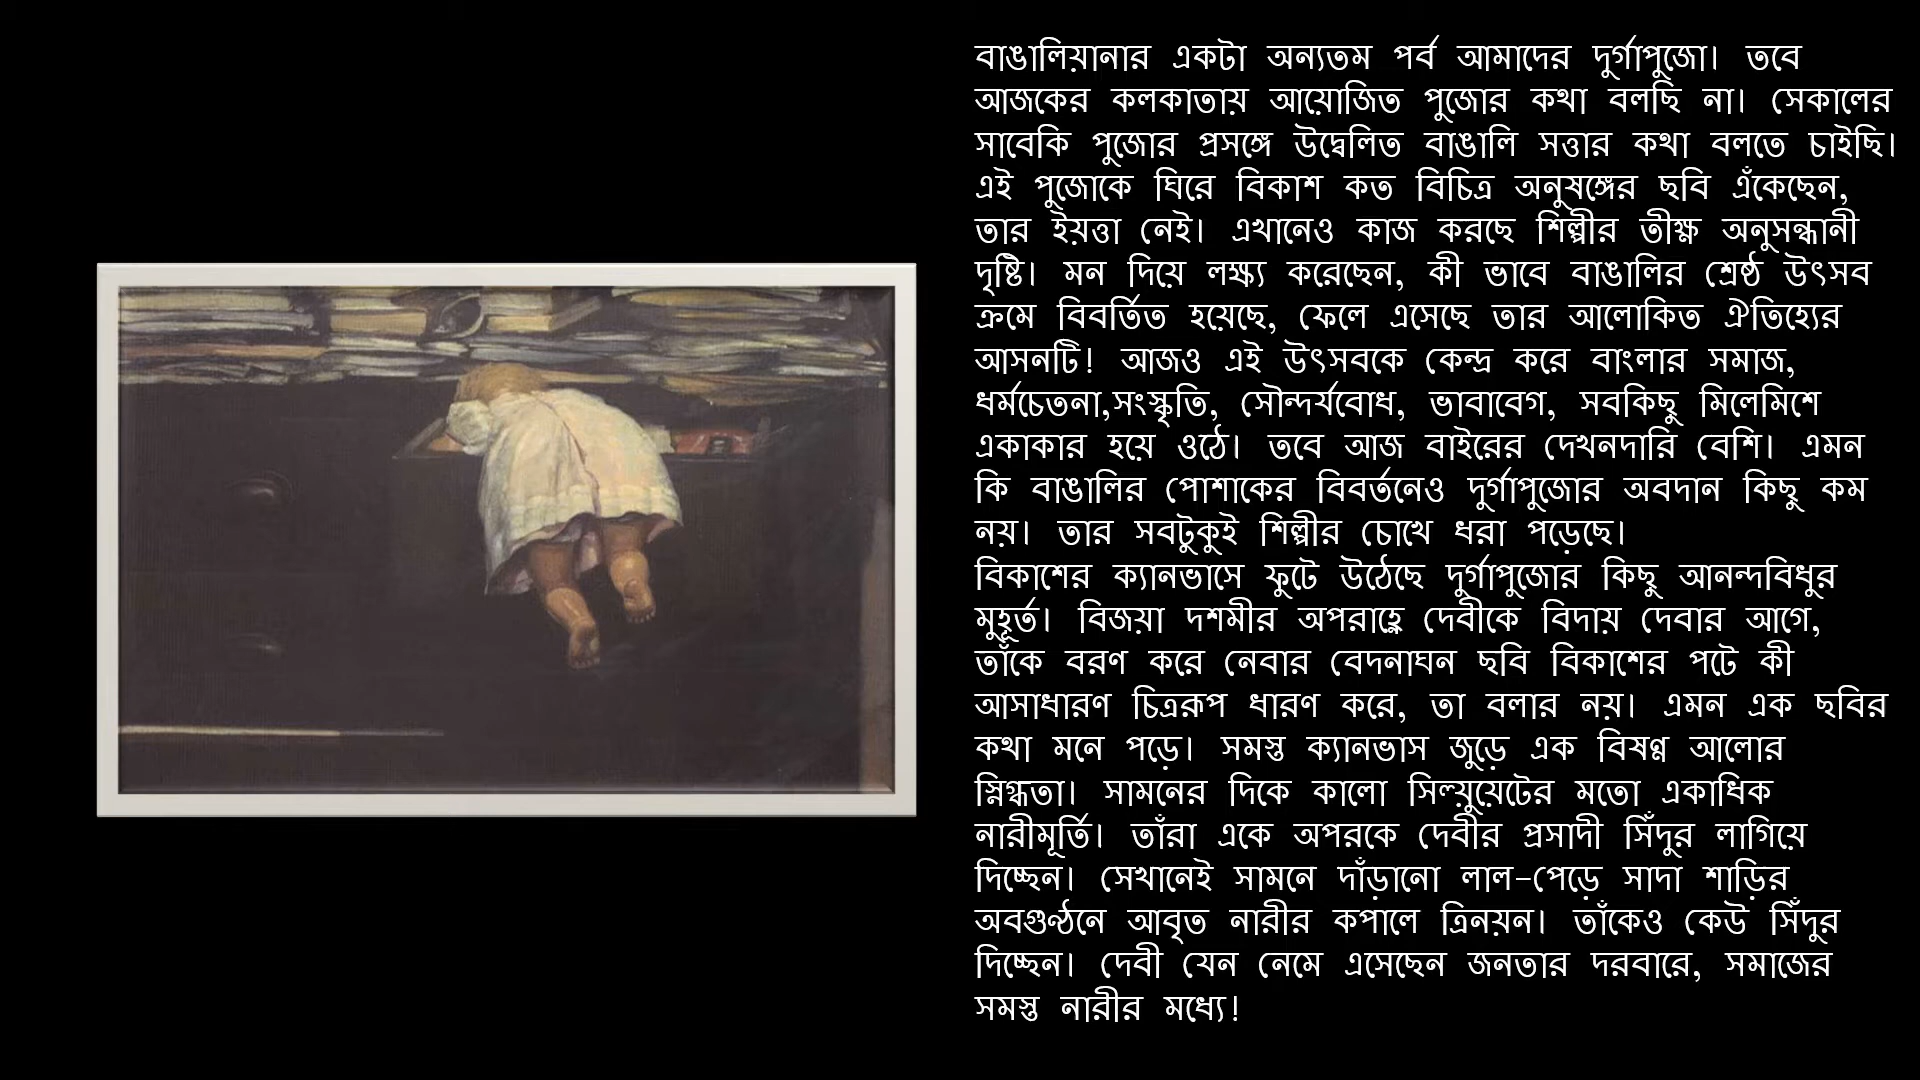 বাঙালিয়ানার একটা অন্যতম পর্ব আমাদের দুর্গাপুজো। তবে
আজকের কলকাতায় আয়োজিত পুজোর কথা বলছি না। সেকালের
সাবেকি পুজোর প্রসঙ্গে উদ্বেলিত বাঙালি সত্তার কথা বলতে চাইছি।
এই পুজোকে ঘিরে বিকাশ কত বিচিত্র অনুষঙ্গের ছবি এঁকেছেন,
তার ইয়ত্তা নেই। এখানেও কাজ করছে শিল্পীর তীক্ষ্ণ অনুসন্ধানী
দৃষ্টি। মন দিয়ে লক্ষ্য করেছেন, কী ভাবে বাঙালির শ্রেষ্ঠ উৎসব
ক্রমে বিবর্তিত হয়েছে, ফেলে এসেছে তার আলোকিত ঐতিহ্যের
আসনটি! আজও এই উৎসবকে কেন্দ্র করে বাংলার সমাজ,
ধর্মচেতনা,সংস্কৃতি, সৌন্দর্যবোধ, ভাবাবেগ, সবকিছু মিলেমিশে
একাকার হয়ে ওঠে। তবে আজ বাইরের দেখনদারি বেশি। এমন
কি বাঙালির পোশাকের বিবর্তনেও দুর্গাপুজোর অবদান কিছু কম
নয়। তার সবটুকুই শিল্পীর চোখে ধরা পড়েছে।
বিকাশের ক্যানভাসে ফুটে উঠেছে দুর্গাপুজোর কিছু আনন্দবিধুর
মুহূর্ত। বিজয়া দশমীর অপরাহ্ণে দেবীকে বিদায় দেবার আগে,
তাঁকে বরণ করে নেবার বেদনাঘন ছবি বিকাশের পটে কী
আসাধারণ চিত্ররূপ ধারণ করে, তা বলার নয়। এমন এক ছবির
কথা মনে পড়ে। সমস্ত ক্যানভাস জুড়ে এক বিষণ্ণ আলোর
স্নিগ্ধতা। সামনের দিকে কালো সিল্যুয়েটের মতো একাধিক
নারীমূর্তি। তাঁরা একে অপরকে দেবীর প্রসাদী সিঁদুর লাগিয়ে
দিচ্ছেন। সেখানেই সামনে দাঁড়ানো লাল-পেড়ে সাদা শাড়ির
অবগুণ্ঠনে আবৃত নারীর কপালে ত্রিনয়ন। তাঁকেও কেউ সিঁদুর
দিচ্ছেন। দেবী যেন নেমে এসেছেন জনতার দরবারে, সমাজের
সমস্ত নারীর মধ্যে!